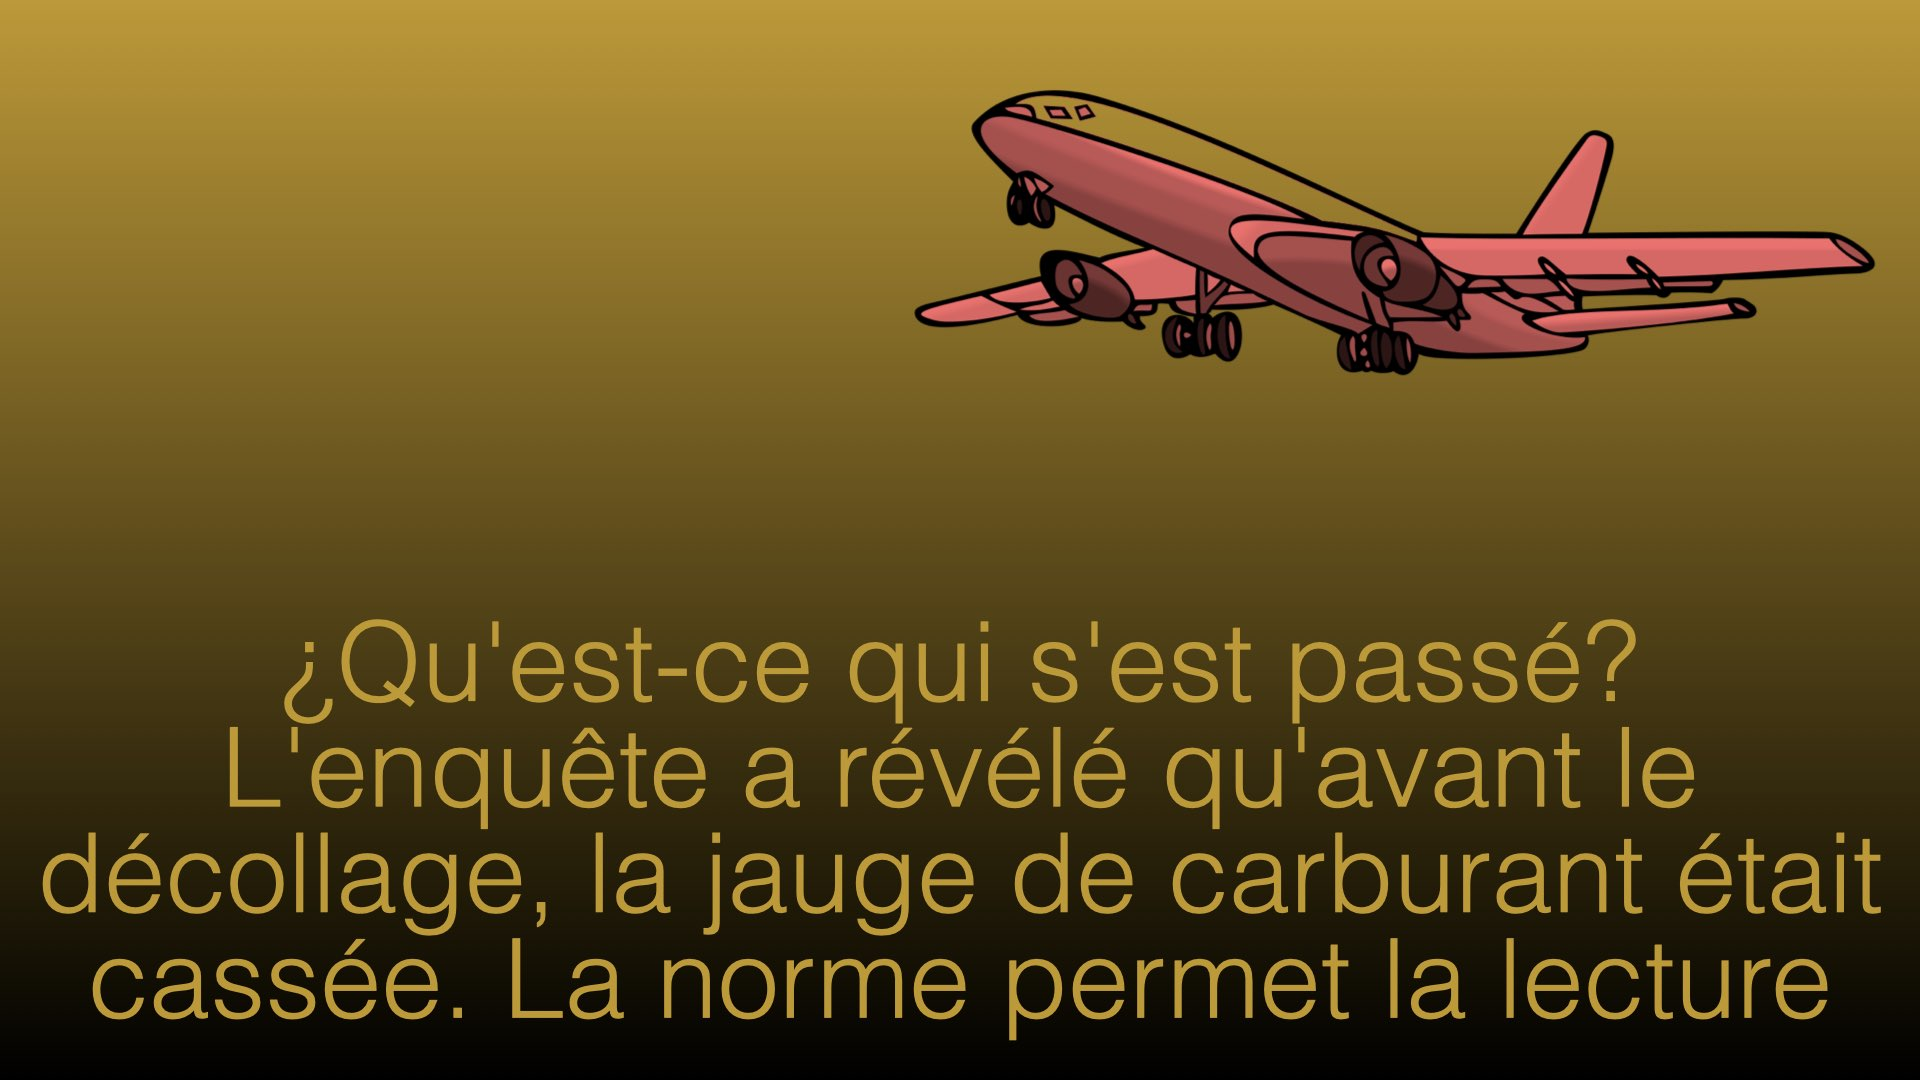 ¿Qu'est-ce qui s'est passé?
L'enquête a révélé qu'avant le
décollage, la jauge de carburant était
cassée. La norme permet la lecture